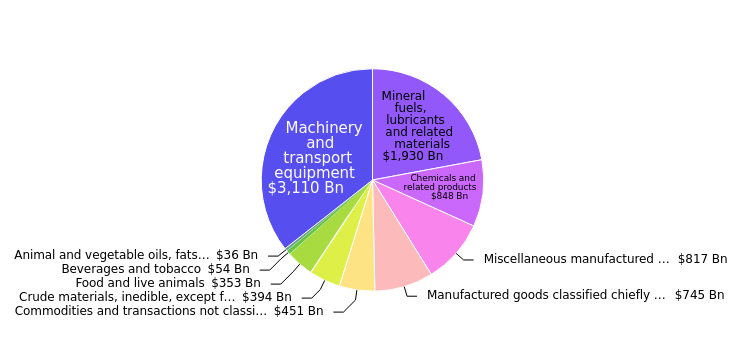 Mineral
fuels,
lubricants
and related
materials
$1,930 Bn
Machinery
and
transport
equipment
$3,110 Bn
Chemicals and
related products
$848 Bn
Animal and vegetable oils, fats... $36 Bn
Beverages and tobacco $54 Bn
Food and live animals $353 Bn
Crude materials, inedible, except f... $394 Bn
Commodities and transactions not classi... $451 Bn
Miscellaneous manufactured ... $817 Bn
Manufactured goods classified chiefly ... $745 Bn